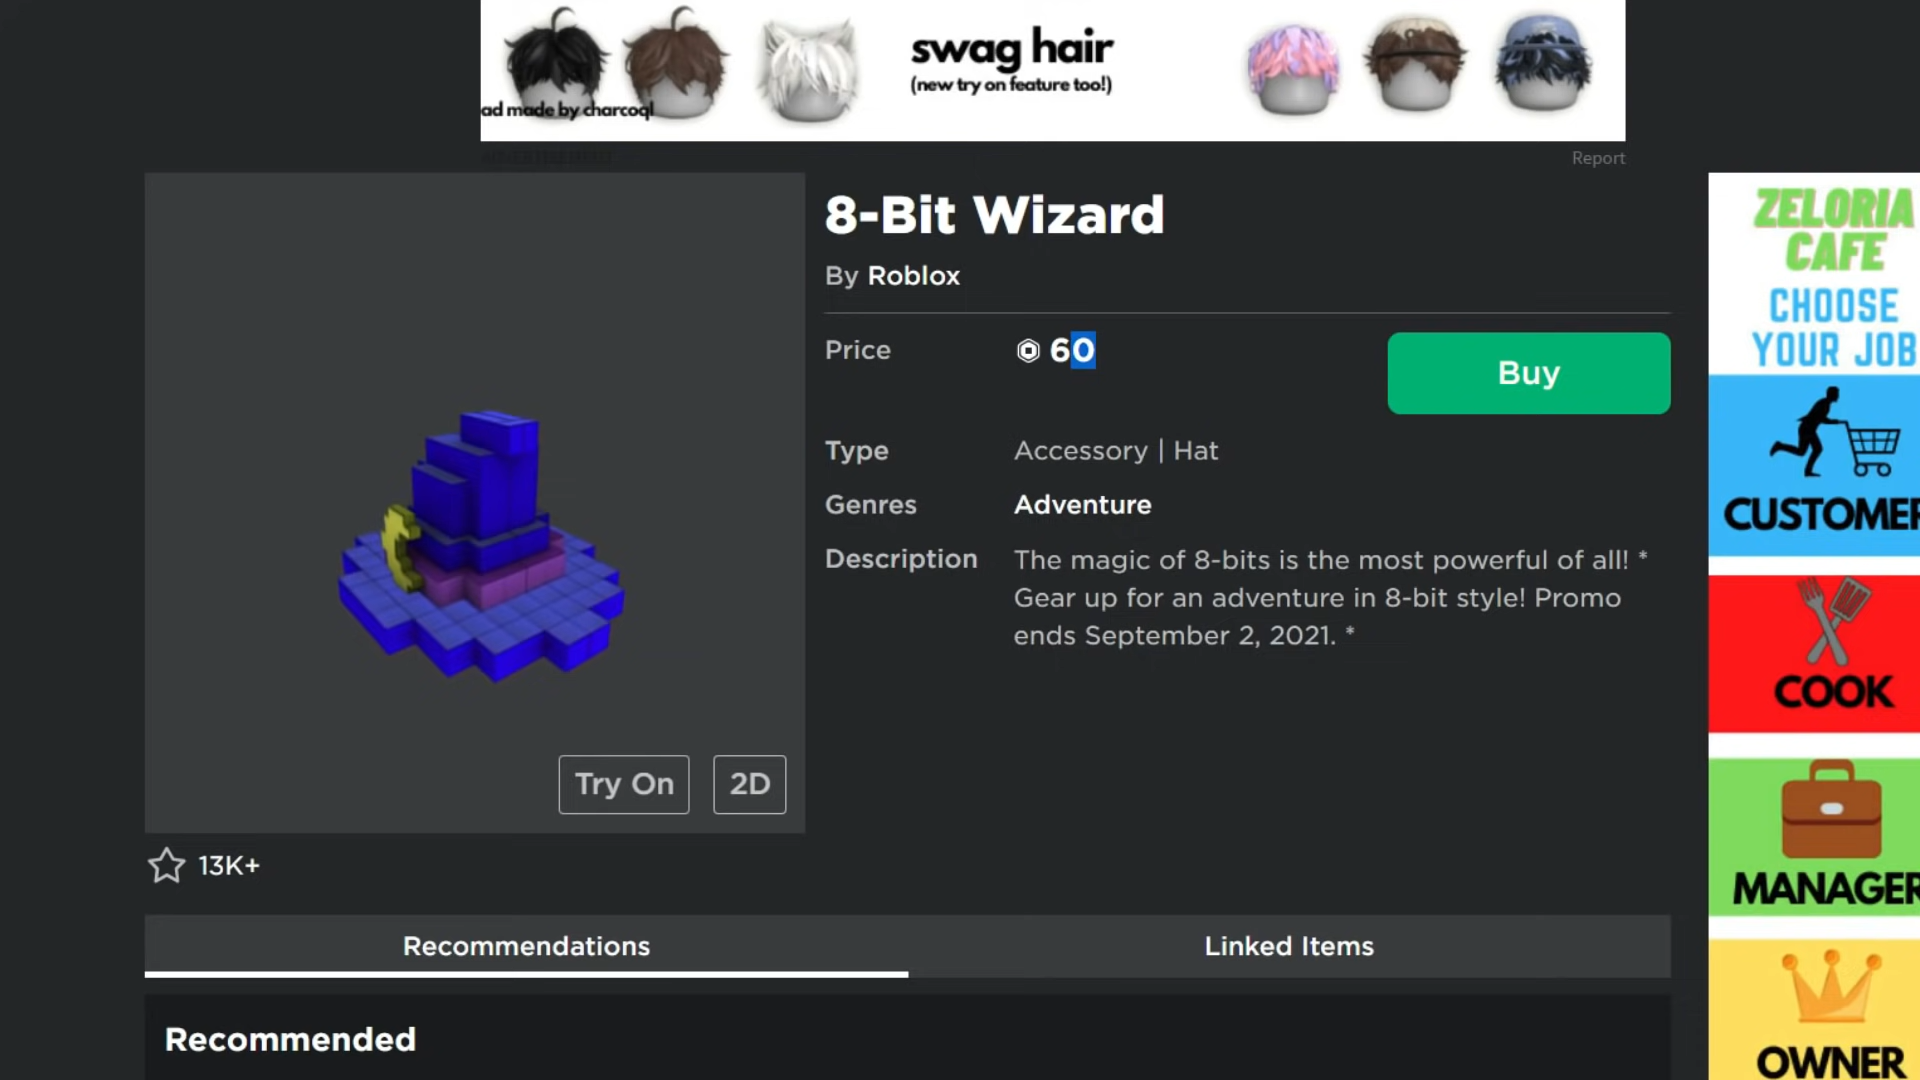 swag hair
(new try on feature too!)
ad made by charcoql
ADVERTISEMENT
Report
8-Bit Wizard
By Roblox
Price
60
Buy
Type
Accessory | Hat
Genres
Adventure
Description
The magic of 8-bits is the most powerful of all! *
Gear up for an adventure in 8-bit style! Promo
ends September 2, 2021. *
Try On
2D
13K+
Recommendations
Linked Items
Recommended
ZELORIA
CAFE
CHOOSE
YOUR JOB
CUSTOMER
COOK
MANAGER
OWNER